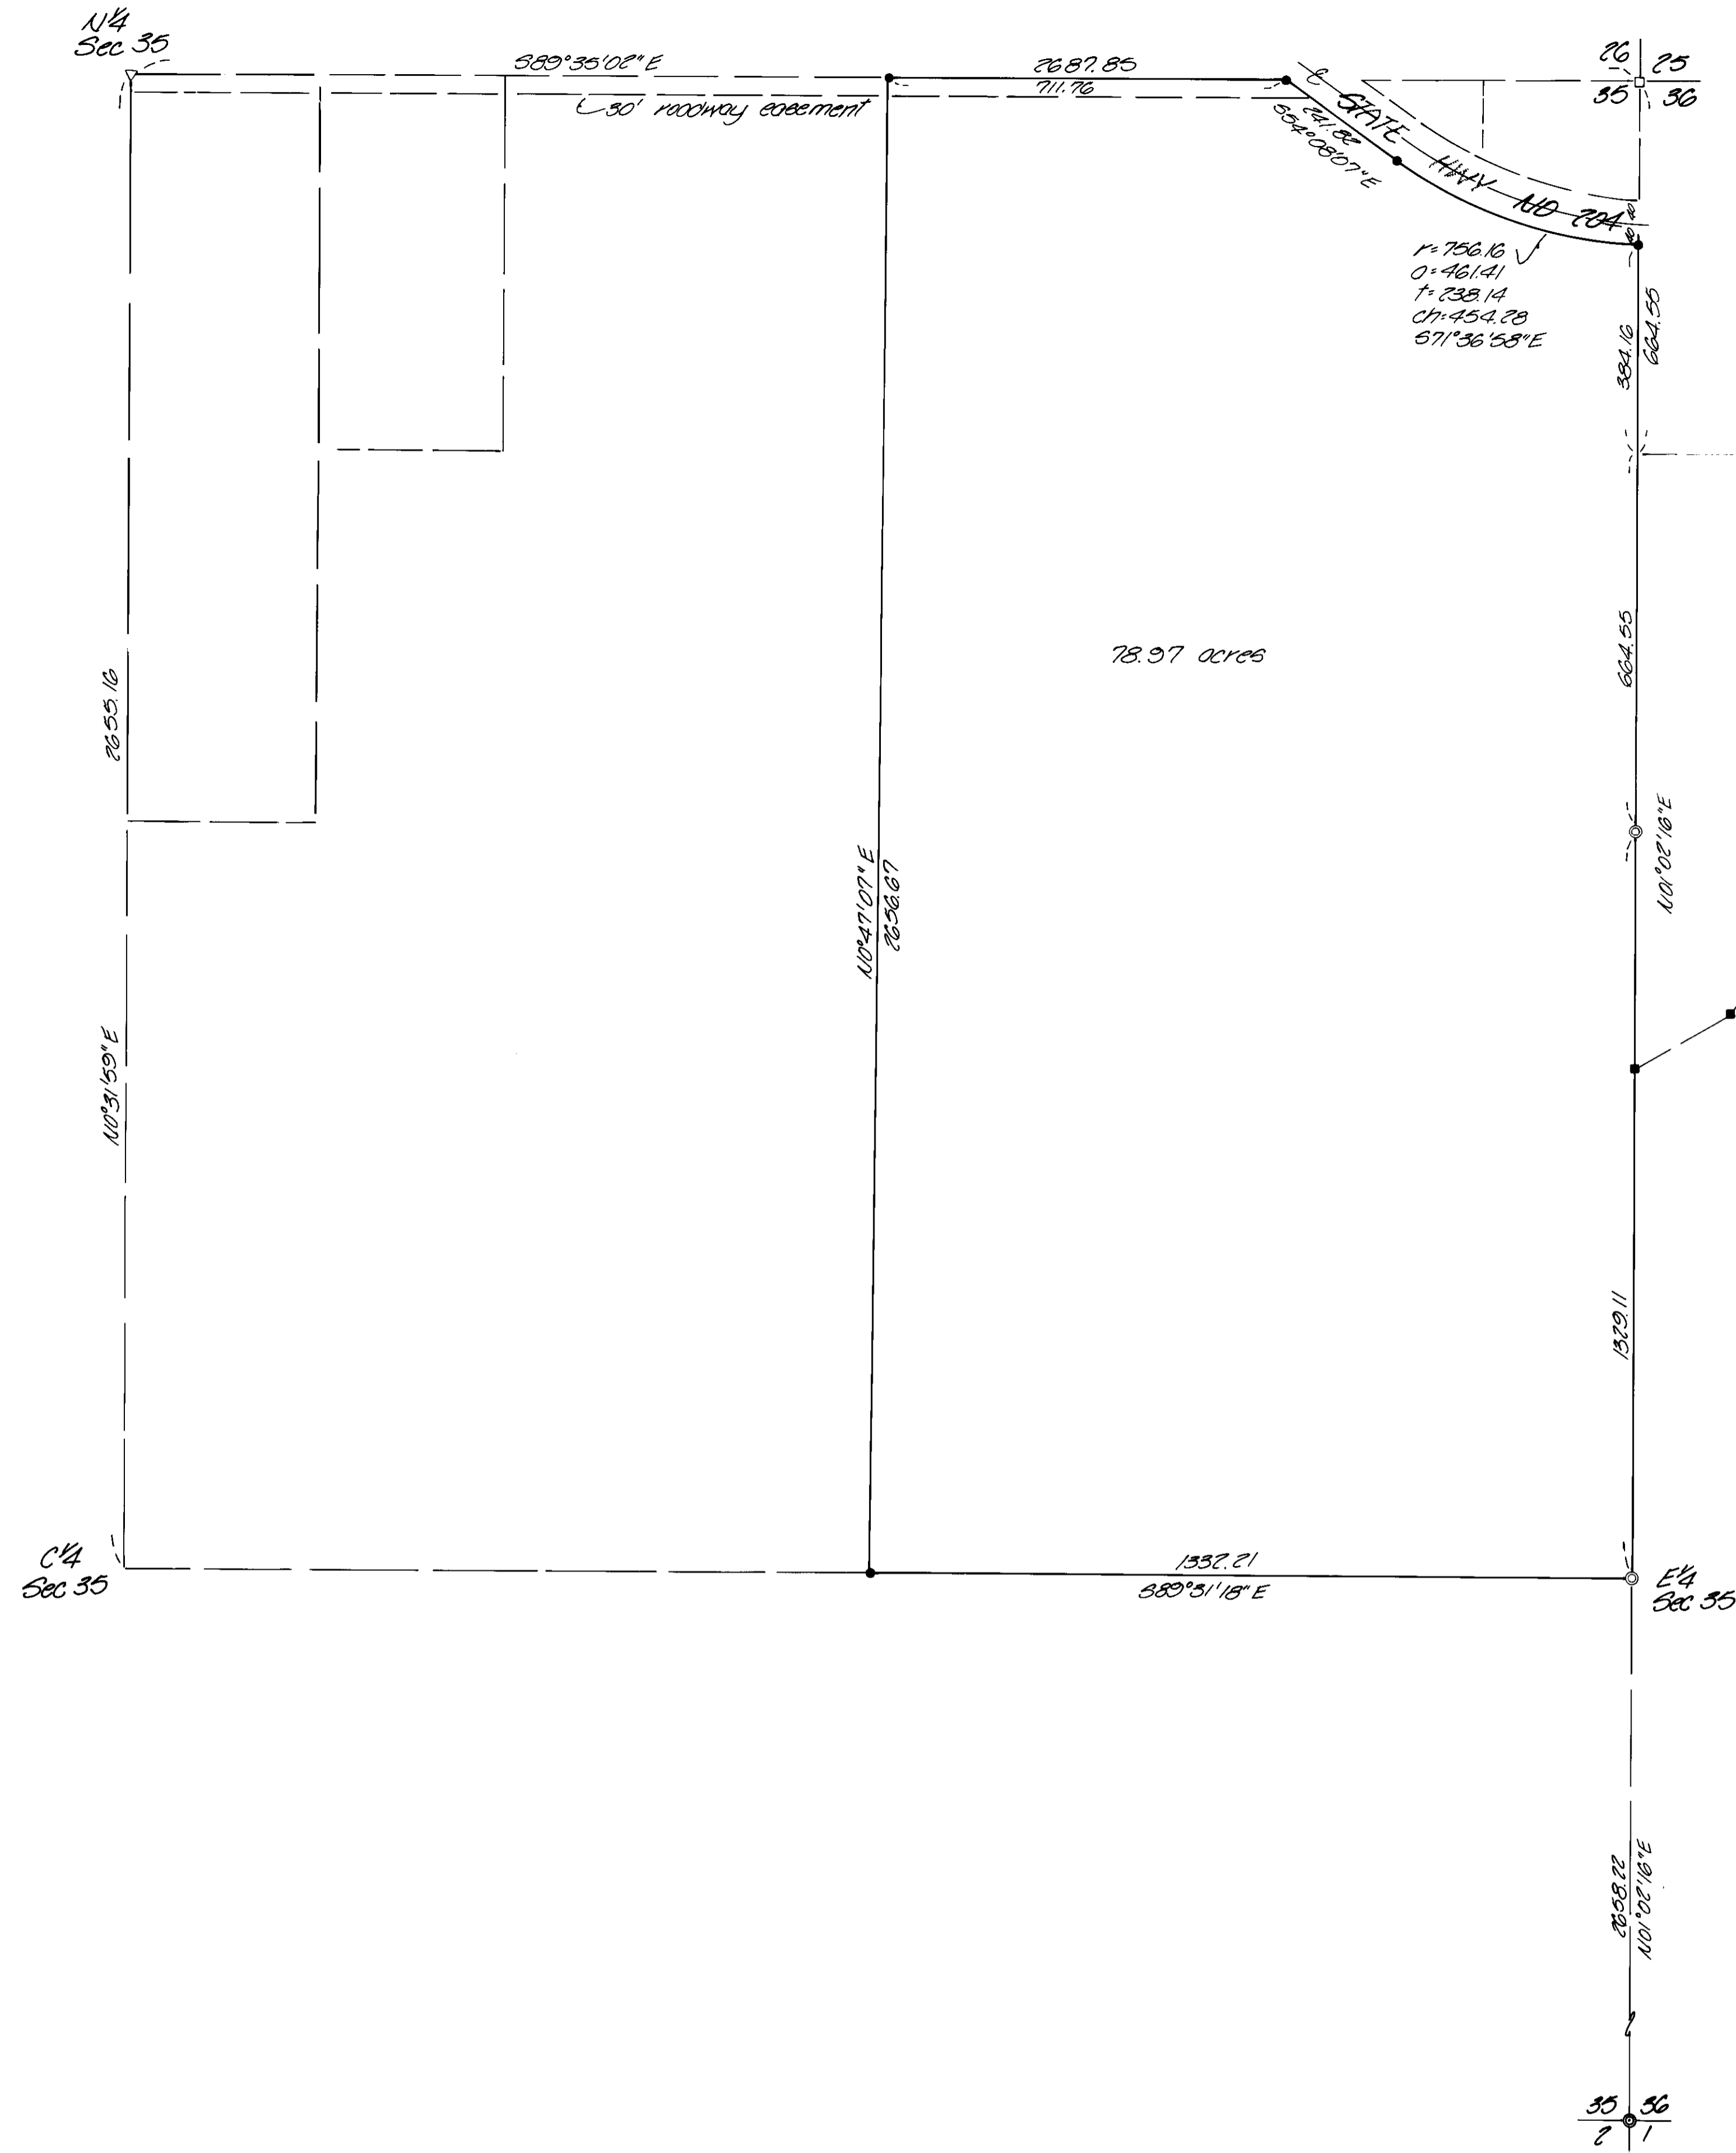 N1/4
Sec 35
S89°35'02"E
2687.85
711.76
30' roadway easement
26 25
35 36
℄ STATE HWY NO 204
241.82
S54°08'07"E
40
40
r=756.16
a=461.41
t=238.14
ch=454.28
S71°36'58"E
384.16
664.55
664.55
78.97 acres
2655.16
N0°47'07"E
2656.67
N01°02'16"E
N0°31'59"E
1329.11
C1/4
Sec 35
1332.21
S89°31'18"E
E1/4
Sec 35
2658.22
N01°02'16"E
35 36
2 1